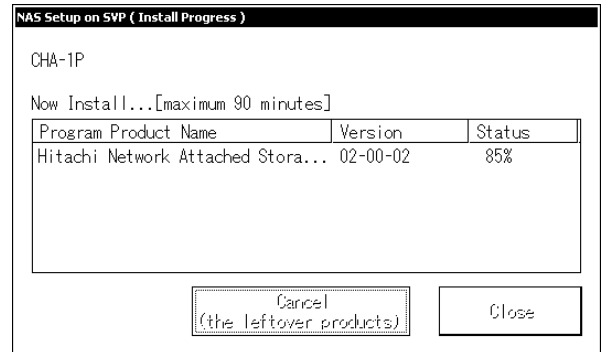 NAS Setup on SVP ( Install Progress )
CHA-1P
Now Install...[maximum 90 minutes]
Program Product Name Version Status
Hitachi Network Attached Stora... 02-00-02 85%
Cancel
(the leftover products)
Close